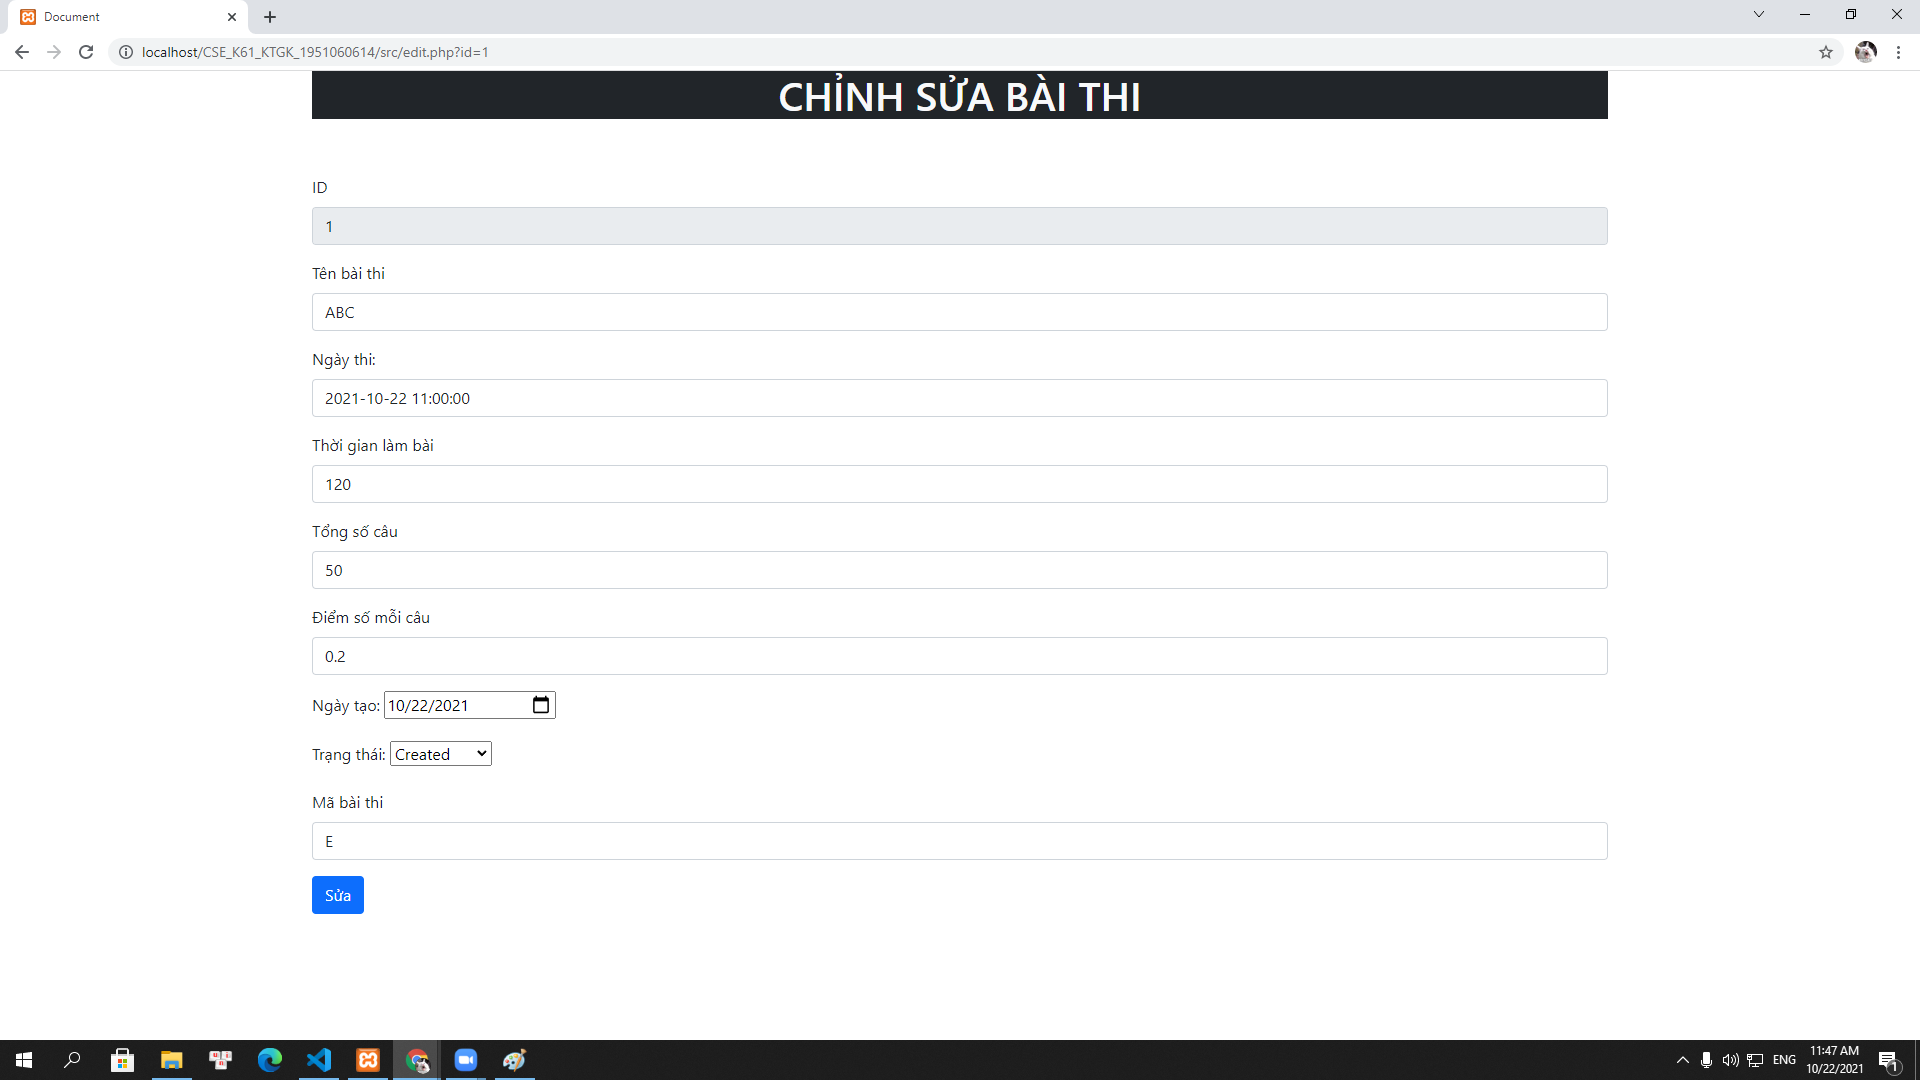 Document
localhost/CSE_K61_KTGK_1951060614/src/edit.php?id=1
CHỈNH SỬA BÀI THI
ID
1
Tên bài thi
ABC
Ngày thi:
2021-10-22 11:00:00
Thời gian làm bài
120
Tổng số câu
50
Điểm số mỗi câu
0.2
Ngày tạo: 10/22/2021
Trạng thái: Created
Mã bài thi
E
Sửa
ENG
11:47 AM
10/22/2021
1